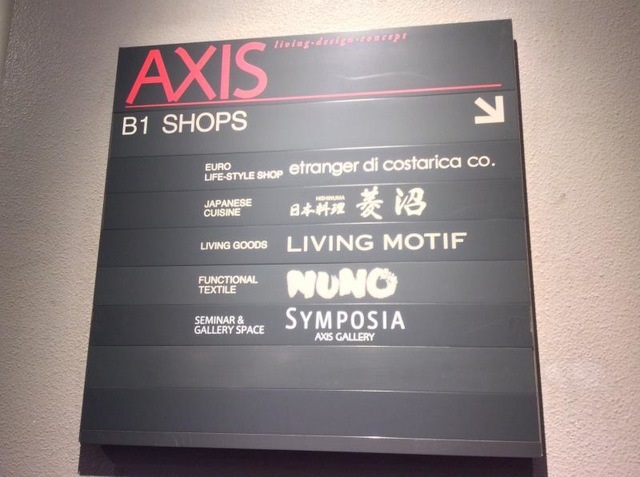 living-design-concept
AXIS
B1 SHOPS
EURO
LIFE-STYLE SHOP etranger di costarica co.
JAPANESE
CUISINE
HISHINUMA
日本料理 菱沼
LIVING GOODS LIVING MOTIF
FUNCTIONAL
TEXTILE
NUNO
SEMINAR &
GALLERY SPACE
SYMPOSIA
AXIS GALLERY